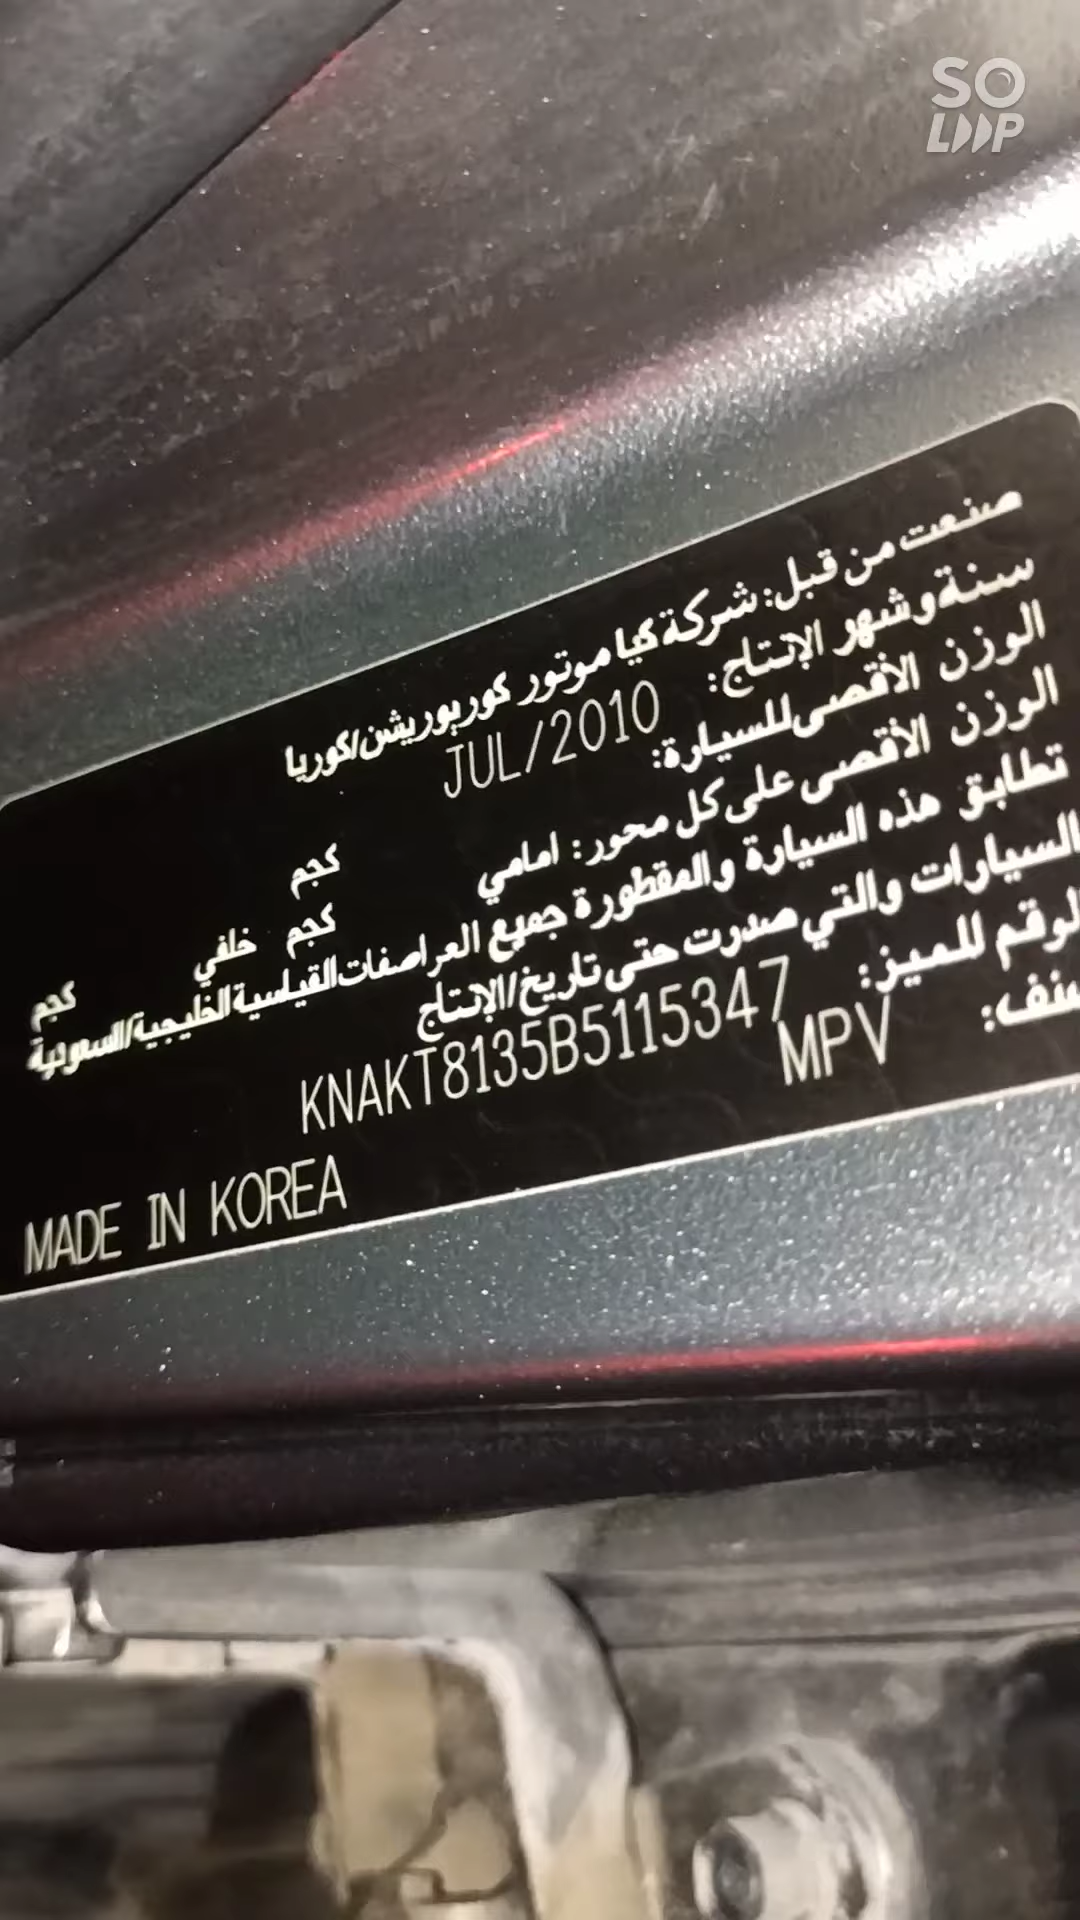 SO
LOOP
صنعت من قبل: شركة كيا موتور كوربوريشن/كوريا
سنة وشهر الإنتاج: JUL/2010
الوزن الأقصى للسيارة: كجم
الوزن الأقصى على كل محور: امامي كجم خلفي كجم
تطابق هذه السيارة والمقطورة جميع المراصفات القياسية الخليجية/السعودية
السيارات والتي صدرت حتى تاريخ/الإنتاج
الرقم المميز: KNAKT8135B5115347
صنف: MPV
MADE IN KOREA